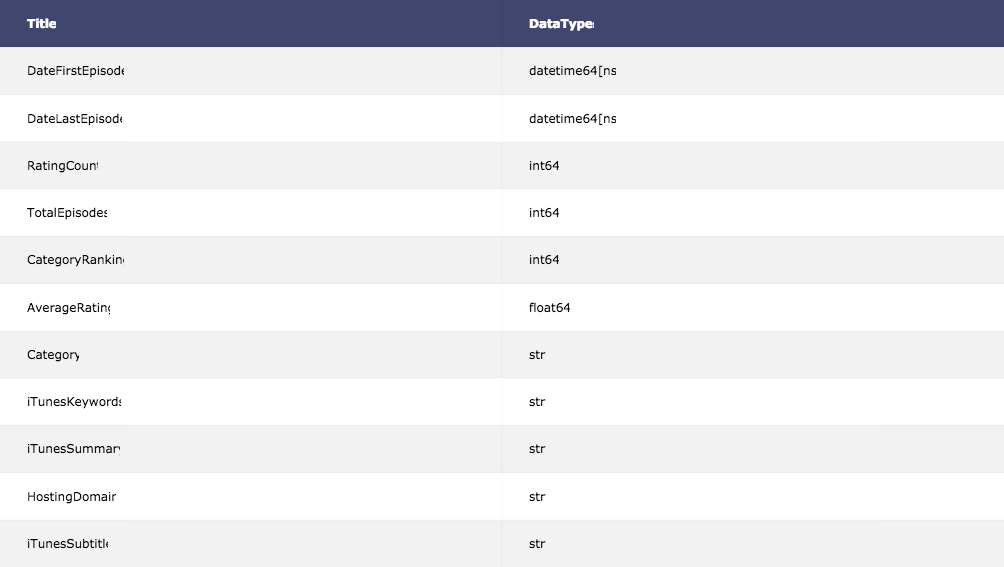 Title DataTypes
DateFirstEpisode datetime64[ns
DateLastEpisode datetime64[ns
RatingCount int64
TotalEpisodes int64
CategoryRanking int64
AverageRating float64
Category str
iTunesKeywords str
iTunesSummary str
HostingDomain str
iTunesSubtitle str